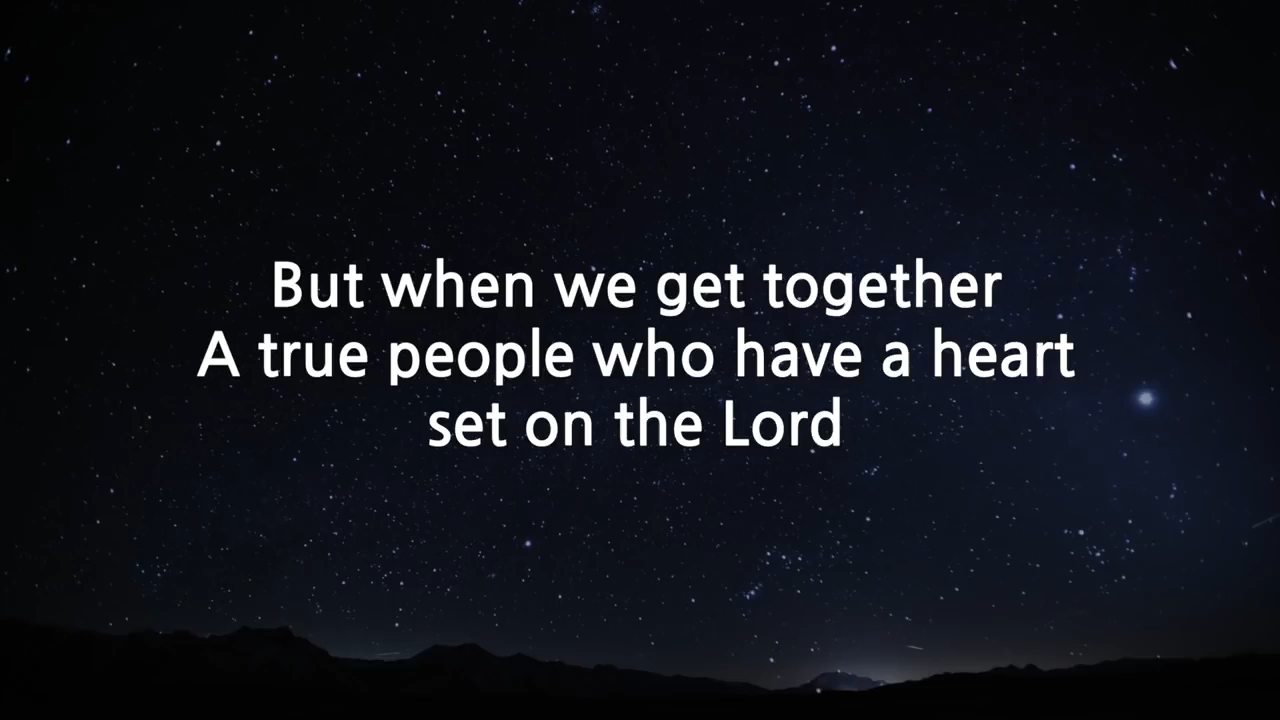 But when we get together
A true people who have a heart
set on the Lord